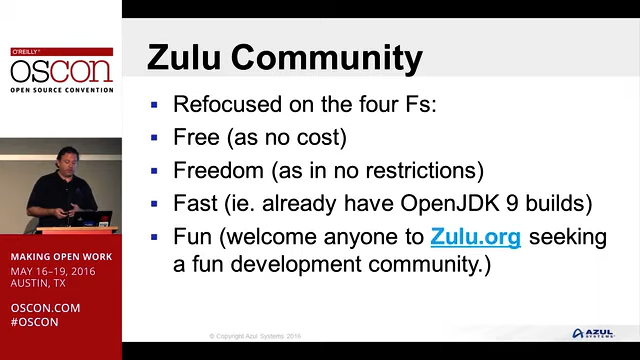 O'REILLY
OSCON
OPEN SOURCE CONVENTION
MAKING OPEN WORK
MAY 16–19, 2016
AUSTIN, TX
OSCON.COM
#OSCON
Zulu Community
Refocused on the four Fs:
Free (as no cost)
Freedom (as in no restrictions)
Fast (ie. already have OpenJDK 9 builds)
Fun (welcome anyone to Zulu.org seeking
a fun development community.)
© Copyright Azul Systems 2016
AZUL
SYSTEMS